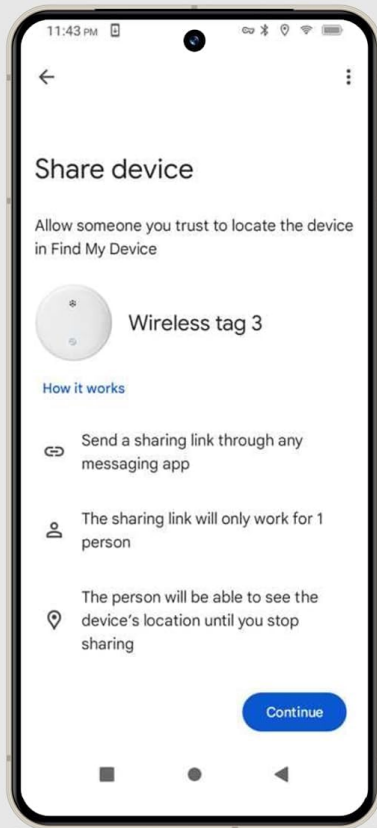 11:43 PM
Share device
Allow someone you trust to locate the device
in Find My Device
Wireless tag 3
How it works
Send a sharing link through any
messaging app
The sharing link will only work for 1
person
The person will be able to see the
device's location until you stop
sharing
Continue